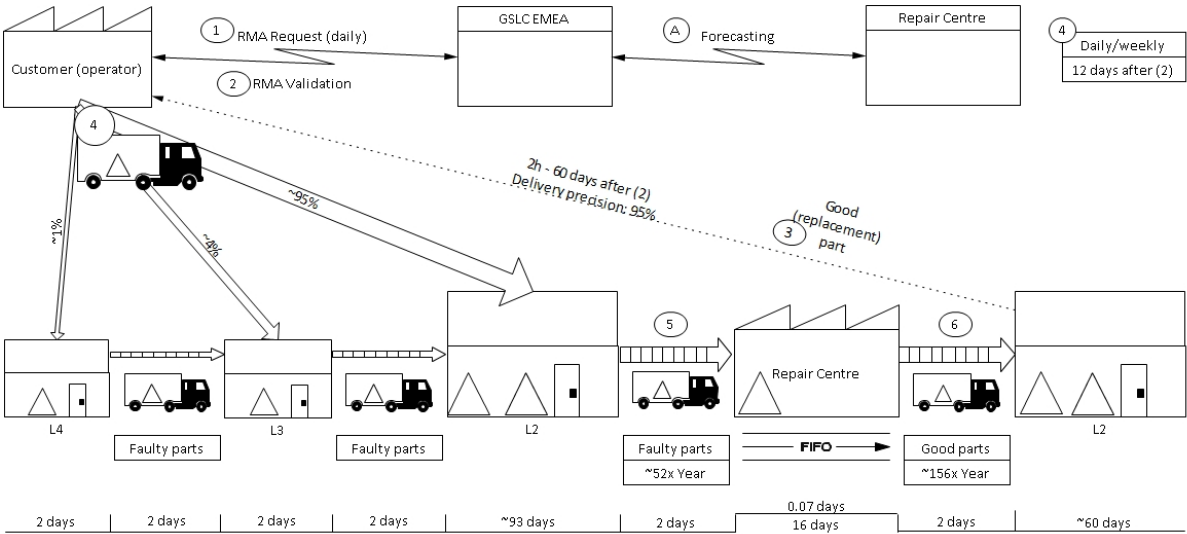 GSLC EMEA
Repair Centre
1
RMA Request (daily)
A
Forecasting
4
Daily/weekly
12 days after (2)
Customer (operator)
2
RMA Validation
4
2h - 60 days after (2)
Delivery precision: 95%
Good
(replacement)
part
3
~1%
~4%
~95%
5
6
Repair Centre
L4
L3
L2
L2
Faulty parts
Faulty parts
Faulty parts
~52x Year
FIFO
Good parts
~156x Year
0.07 days
2 days
2 days
2 days
2 days
~93 days
2 days
16 days
2 days
~60 days